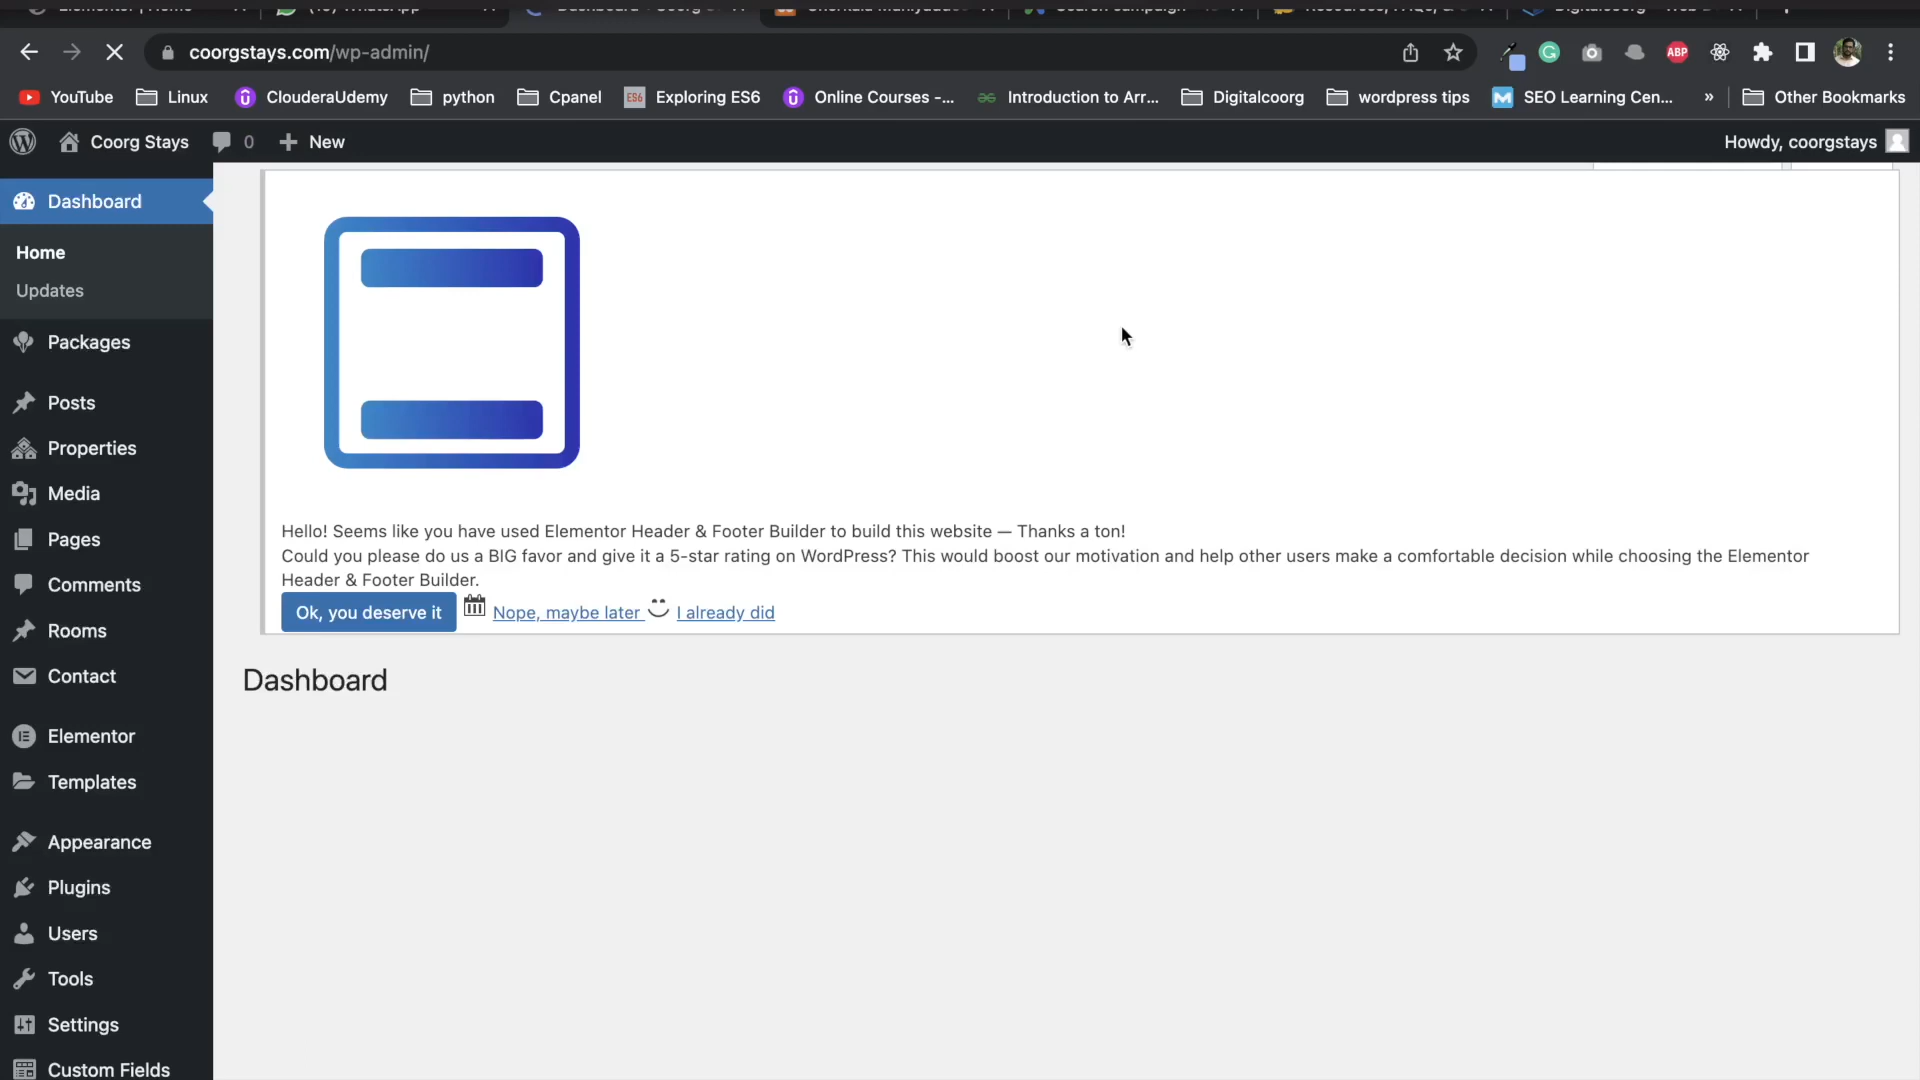 coorgstays.com/wp-admin/
YouTube Linux ClouderaUdemy python Cpanel ES6 Exploring ES6 Online Courses -... Introduction to Arr... Digitalcoorg wordpress tips SEO Learning Cen... » Other Bookmarks
ABP
Coorg Stays 0 New Howdy, coorgstays
Dashboard
Home
Updates
Packages
Posts
Properties
Media
Pages
Comments
Rooms
Contact
Elementor
Templates
Appearance
Plugins
Users
Tools
Settings
Custom Fields
Hello! Seems like you have used Elementor Header & Footer Builder to build this website — Thanks a ton!
Could you please do us a BIG favor and give it a 5-star rating on WordPress? This would boost our motivation and help other users make a comfortable decision while choosing the Elementor
Header & Footer Builder.
Ok, you deserve it Nope, maybe later I already did
Dashboard